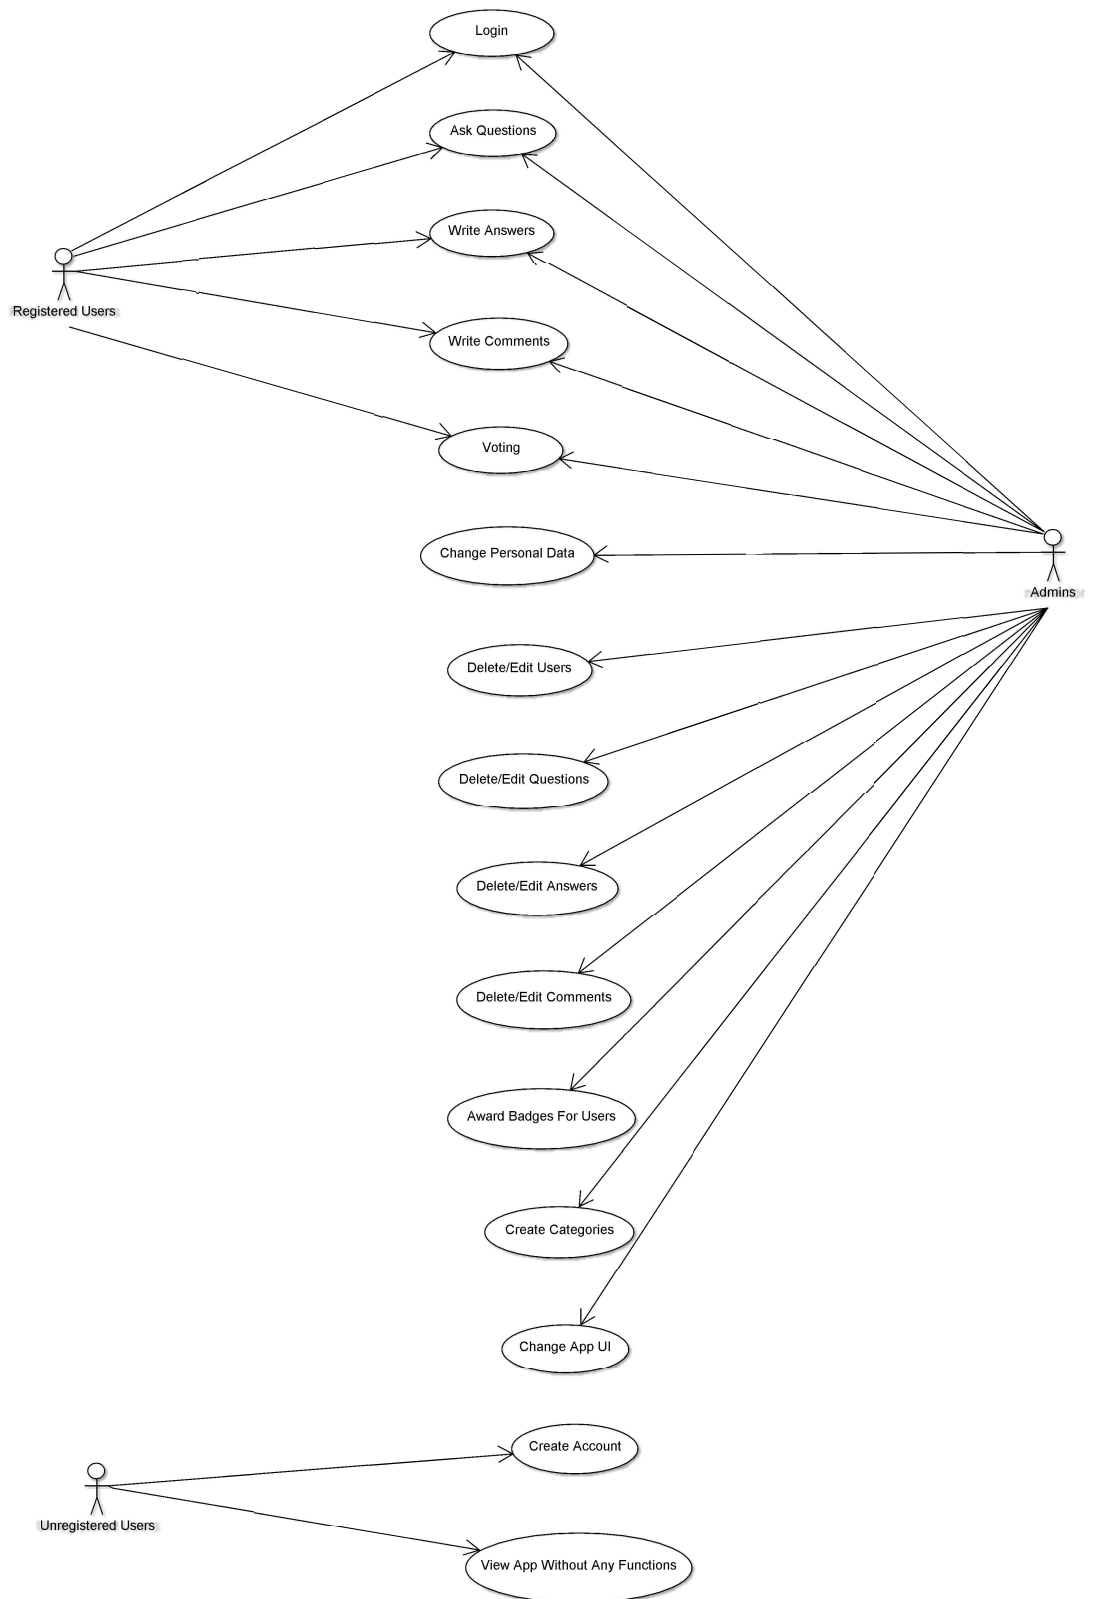 Login
Ask Questions
Write Answers
Registered Users
Write Comments
Voting
Change Personal Data
Admins
Delete/Edit Users
Delete/Edit Questions
Delete/Edit Answers
Delete/Edit Comments
Award Badges For Users
Create Categories
Change App UI
Create Account
Unregistered Users
View App Without Any Functions